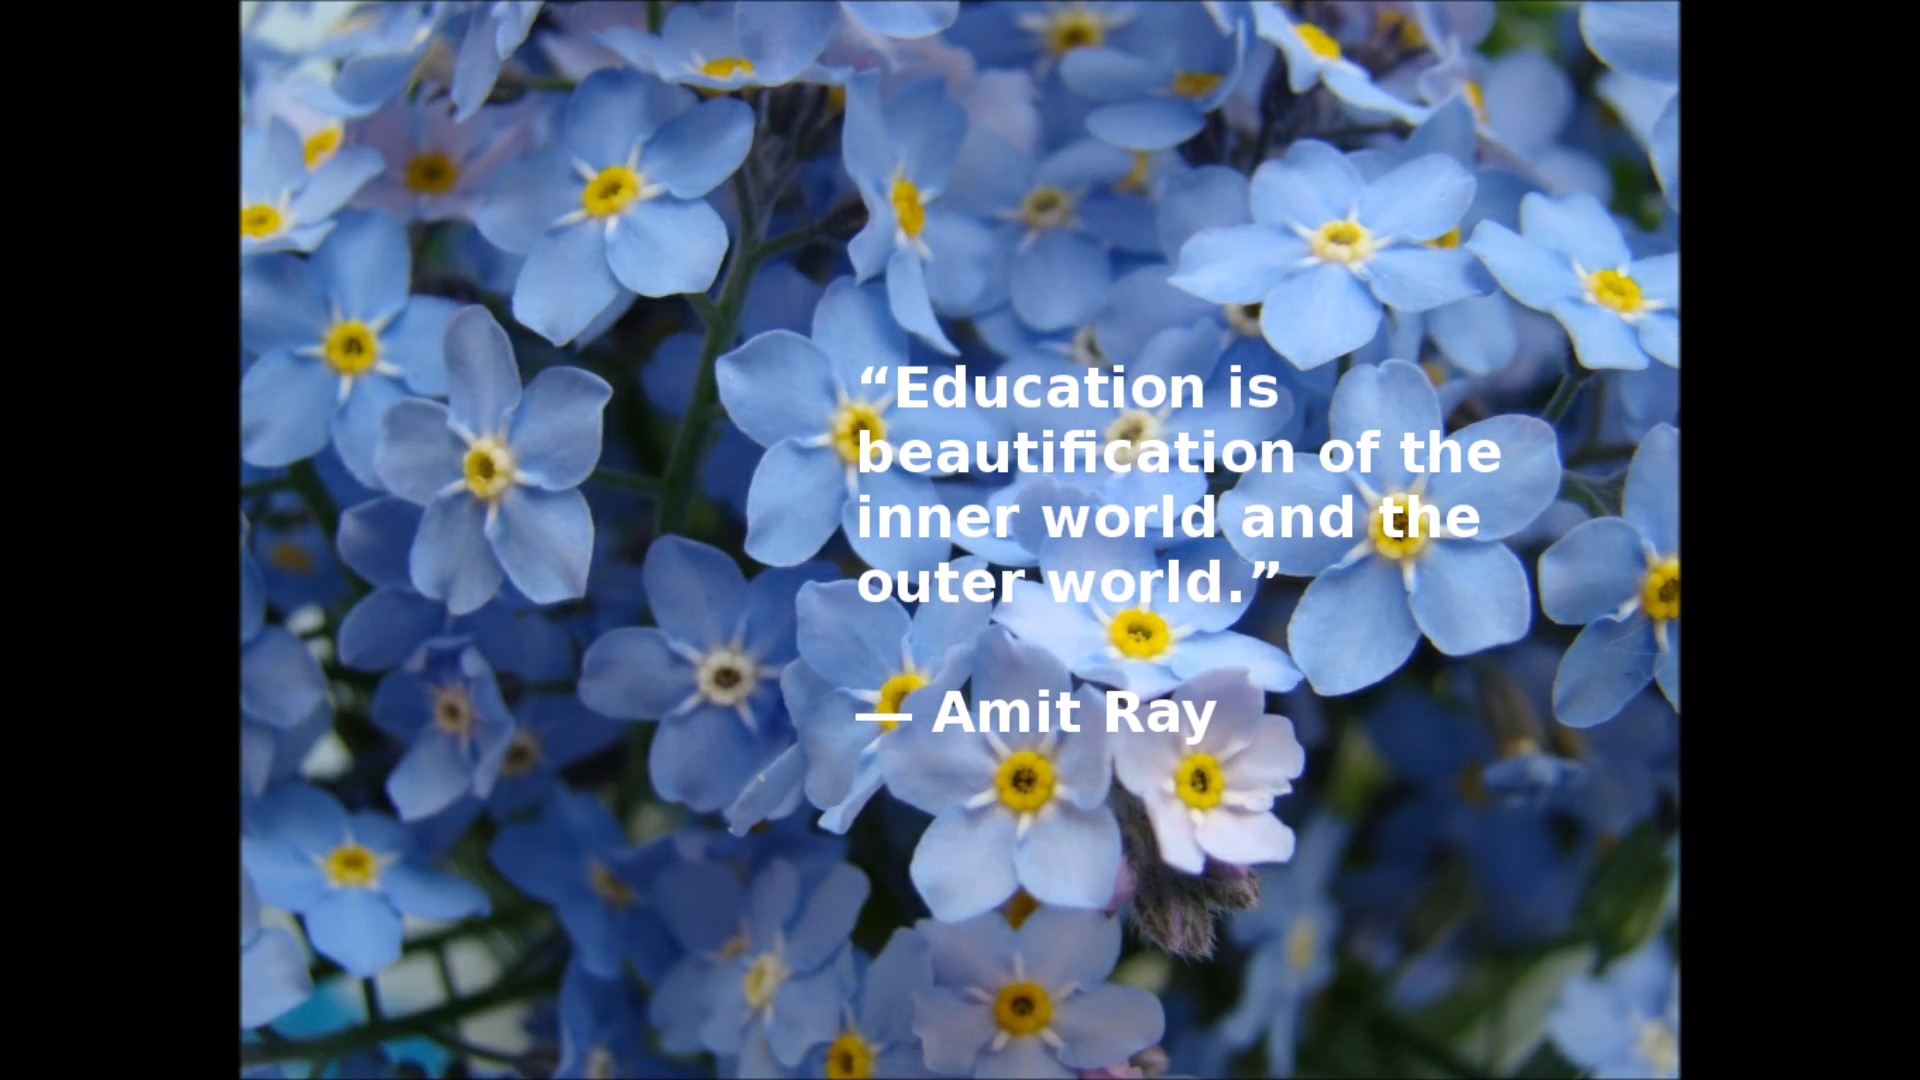 “Education is
beautification of the
inner world and the
outer world.”
— Amit Ray